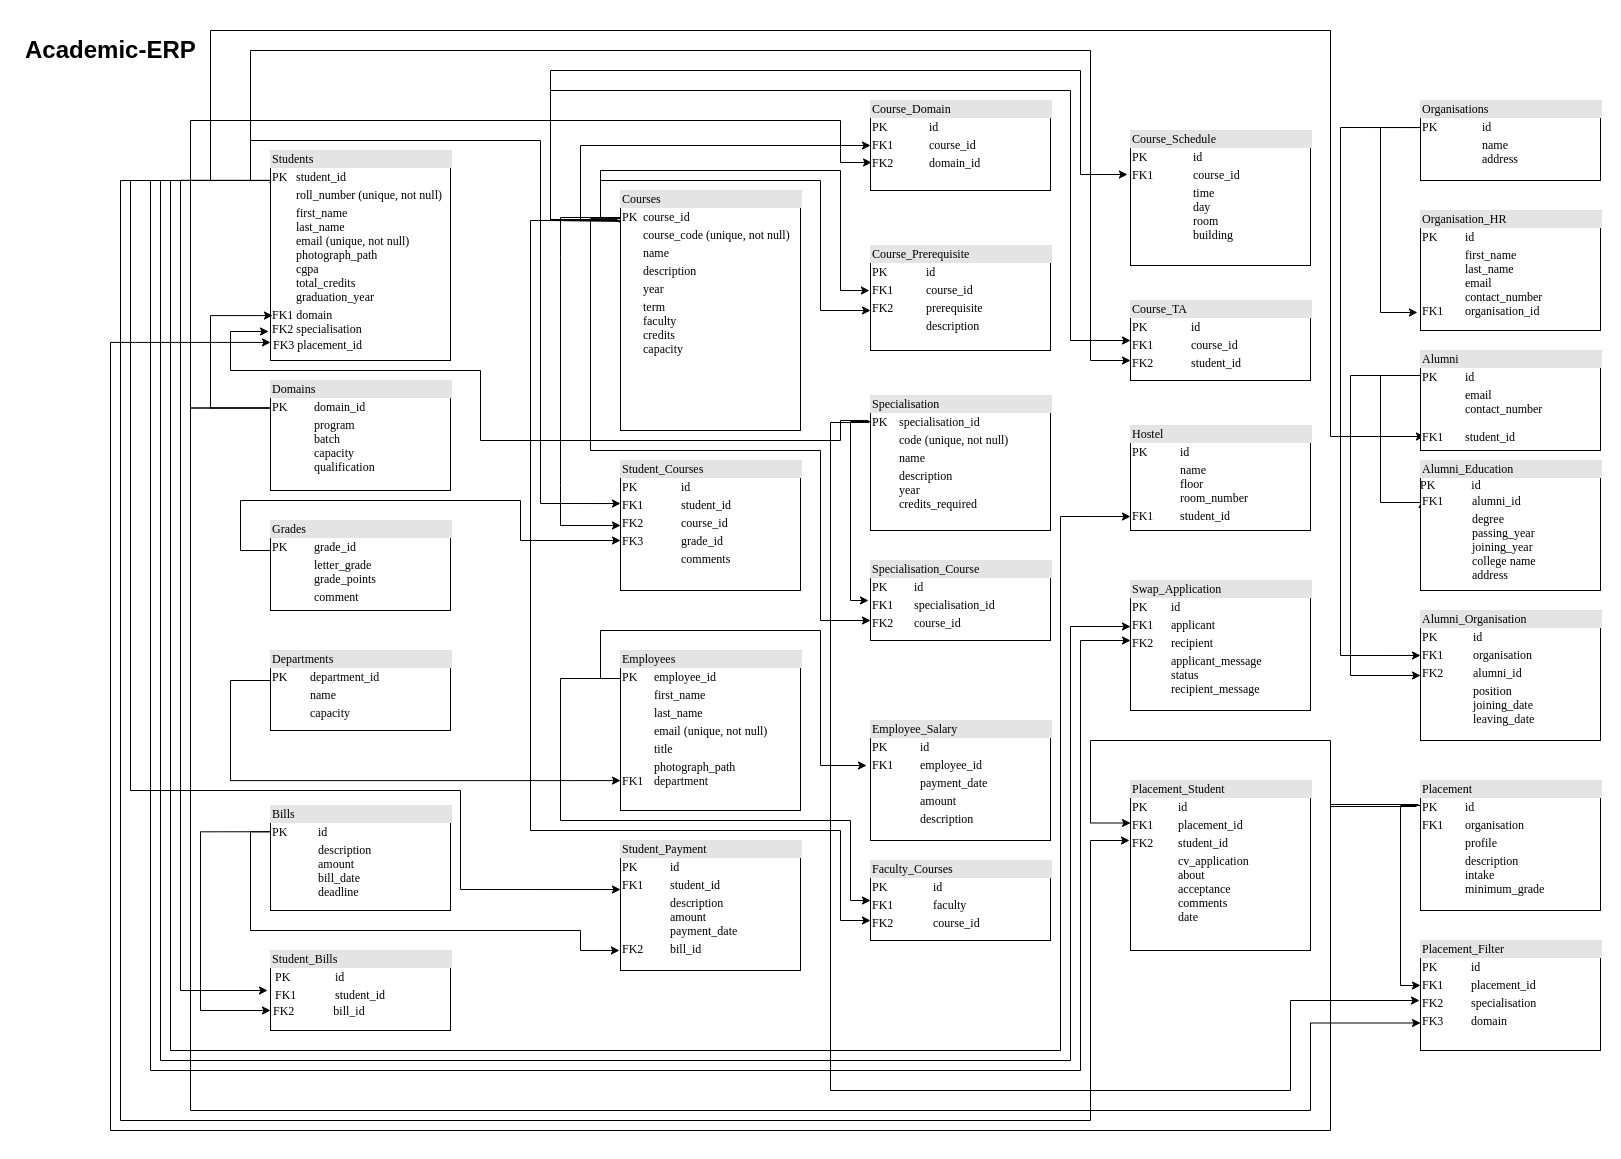 Academic-ERP
Students
PK student_id
roll_number (unique, not null)
first_name
last_name
email (unique, not null)
photograph_path
cgpa
total_credits
graduation_year
FK1 domain
FK2 specialisation
FK3 placement_id
Domains
PK domain_id
program
batch
capacity
qualification
Grades
PK grade_id
letter_grade
grade_points
comment
Departments
PK department_id
name
capacity
Bills
PK id
description
amount
bill_date
deadline
Student_Bills
PK id
FK1 student_id
FK2 bill_id
Courses
PK course_id
course_code (unique, not null)
name
description
year
term
faculty
credits
capacity
Student_Courses
PK id
FK1 student_id
FK2 course_id
FK3 grade_id
comments
Employees
PK employee_id
first_name
last_name
email (unique, not null)
title
photograph_path
FK1 department
Student_Payment
PK id
FK1 student_id
description
amount
payment_date
FK2 bill_id
Course_Domain
PK id
FK1 course_id
FK2 domain_id
Course_Prerequisite
PK id
FK1 course_id
FK2 prerequisite
description
Specialisation
PK specialisation_id
code (unique, not null)
name
description
year
credits_required
Specialisation_Course
PK id
FK1 specialisation_id
FK2 course_id
Employee_Salary
PK id
FK1 employee_id
payment_date
amount
description
Faculty_Courses
PK id
FK1 faculty
FK2 course_id
Course_Schedule
PK id
FK1 course_id
time
day
room
building
Course_TA
PK id
FK1 course_id
FK2 student_id
Hostel
PK id
name
floor
room_number
FK1 student_id
Swap_Application
PK id
FK1 applicant
FK2 recipient
applicant_message
status
recipient_message
Placement_Student
PK id
FK1 placement_id
FK2 student_id
cv_application
about
acceptance
comments
date
Organisations
PK id
name
address
Organisation_HR
PK id
first_name
last_name
email
contact_number
FK1 organisation_id
Alumni
PK id
email
contact_number
FK1 student_id
Alumni_Education
PK id
FK1 alumni_id
degree
passing_year
joining_year
college name
address
Alumni_Organisation
PK id
FK1 organisation
FK2 alumni_id
position
joining_date
leaving_date
Placement
PK id
FK1 organisation
profile
description
intake
minimum_grade
Placement_Filter
PK id
FK1 placement_id
FK2 specialisation
FK3 domain